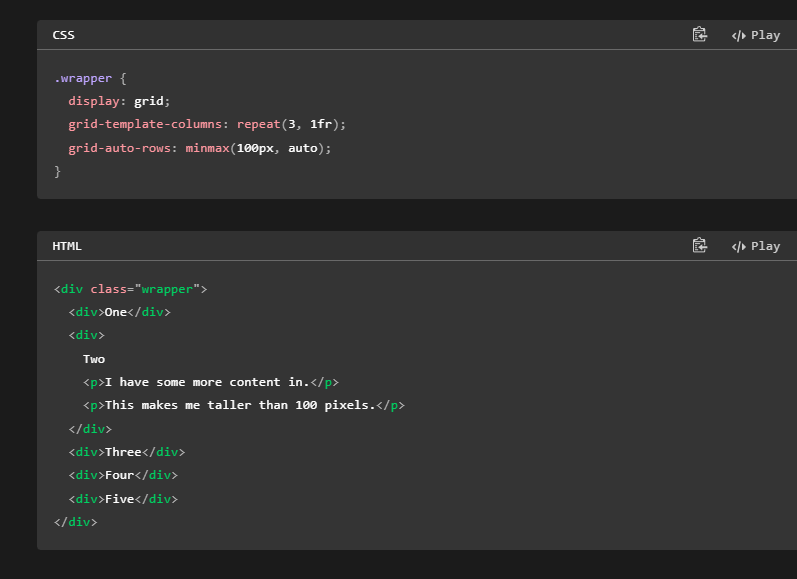 CSS
Play
.wrapper {
  display: grid;
  grid-template-columns: repeat(3, 1fr);
  grid-auto-rows: minmax(100px, auto);
}
HTML
Play
<div class="wrapper">
  <div>One</div>
  <div>
    Two
    <p>I have some more content in.</p>
    <p>This makes me taller than 100 pixels.</p>
  </div>
  <div>Three</div>
  <div>Four</div>
  <div>Five</div>
</div>